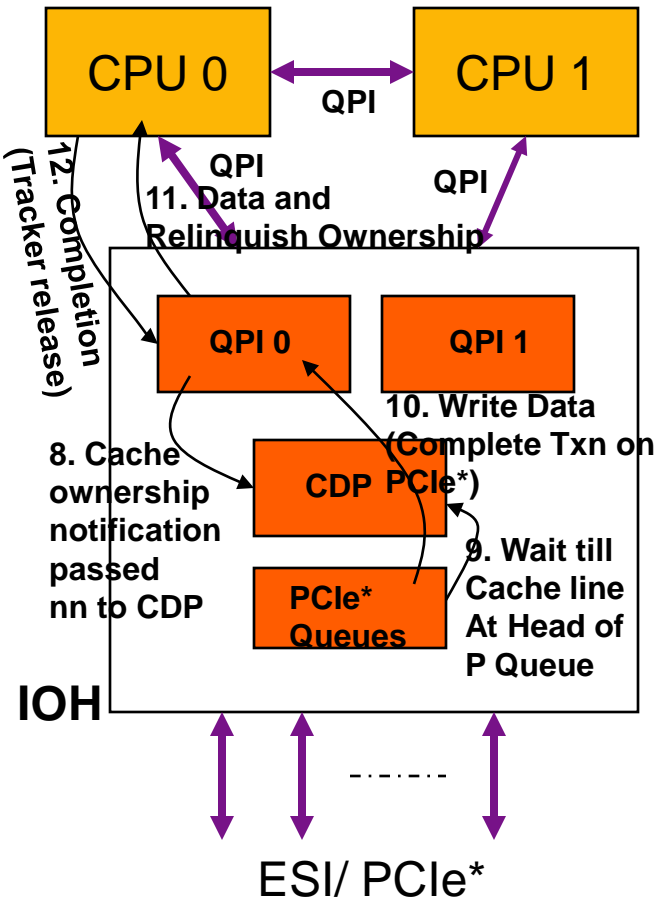 CPU 0
CPU 1
QPI
QPI
QPI
12. Completion
(Tracker release)
11. Data and
Relinquish Ownership
QPI 0
QPI 1
10. Write Data
(Complete Txn on
PCIe*)
8. Cache
ownership
notification
passed
nn to CDP
CDP
9. Wait till
Cache line
At Head of
P Queue
PCIe*
Queues
IOH
ESI/ PCIe*